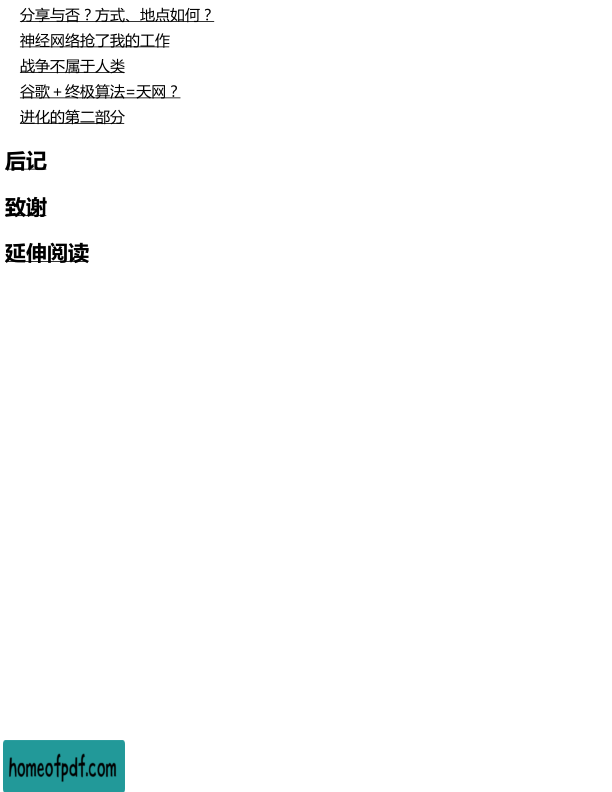 分享与否？方式、地点如何？
神经网络抢了我的工作
战争不属于人类
谷歌＋终极算法=天网？
进化的第二部分
后记
致谢
延伸阅读
homeofpdf.com